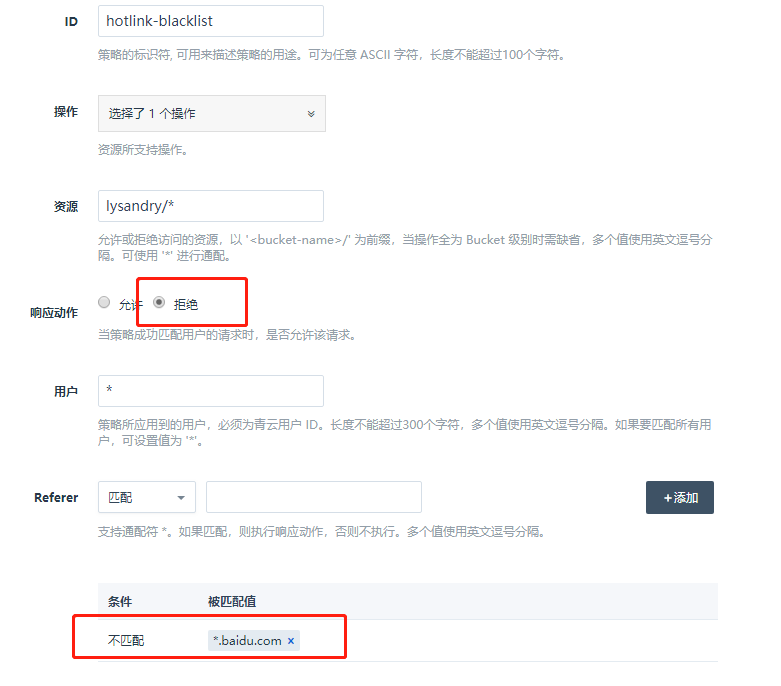 ID hotlink-blacklist
策略的标识符, 可用来描述策略的用途。可为任意 ASCII 字符，长度不能超过100个字符。
操作 选择了 1 个操作
资源所支持操作。
资源 lysandry/*
允许或拒绝访问的资源，以 '<bucket-name>/' 为前缀，当操作全为 Bucket 级别时需缺省，多个值使用英文逗号分
隔。可使用 '*' 进行通配。
响应动作 允许 拒绝
当策略成功匹配用户的请求时，是否允许该请求。
用户 *
策略所应用到的用户，必须为青云用户 ID。长度不能超过300个字符，多个值使用英文逗号分隔。如果要匹配所有用
户，可设置值为 '*'。
Referer 匹配 +添加
支持通配符 *。如果匹配，则执行响应动作，否则不执行。多个值使用英文逗号分隔。
条件 被匹配值
不匹配 *.baidu.com ×